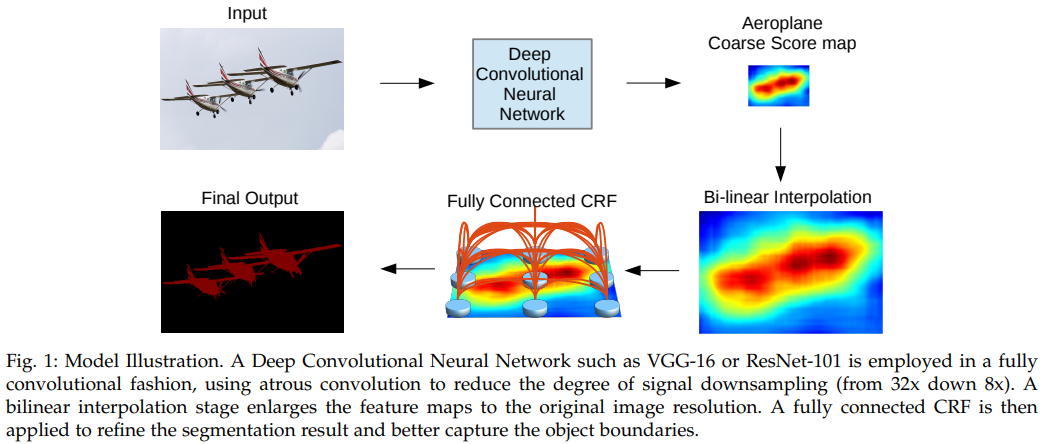 Input
Deep
Convolutional
Neural
Network
Aeroplane
Coarse Score map
Final Output
Fully Connected CRF
Bi-linear Interpolation
Fig. 1: Model Illustration. A Deep Convolutional Neural Network such as VGG-16 or ResNet-101 is employed in a fully
convolutional fashion, using atrous convolution to reduce the degree of signal downsampling (from 32x down 8x). A
bilinear interpolation stage enlarges the feature maps to the original image resolution. A fully connected CRF is then
applied to refine the segmentation result and better capture the object boundaries.